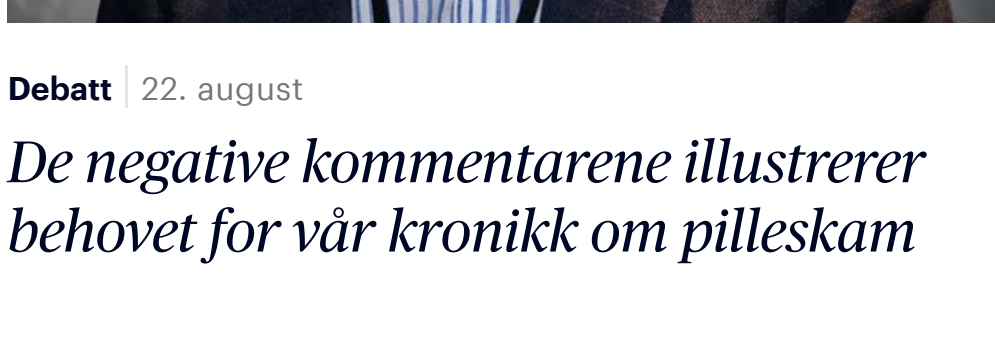 Debatt | 22. august
De negative kommentarene illustrerer
behovet for vår kronikk om pilleskam